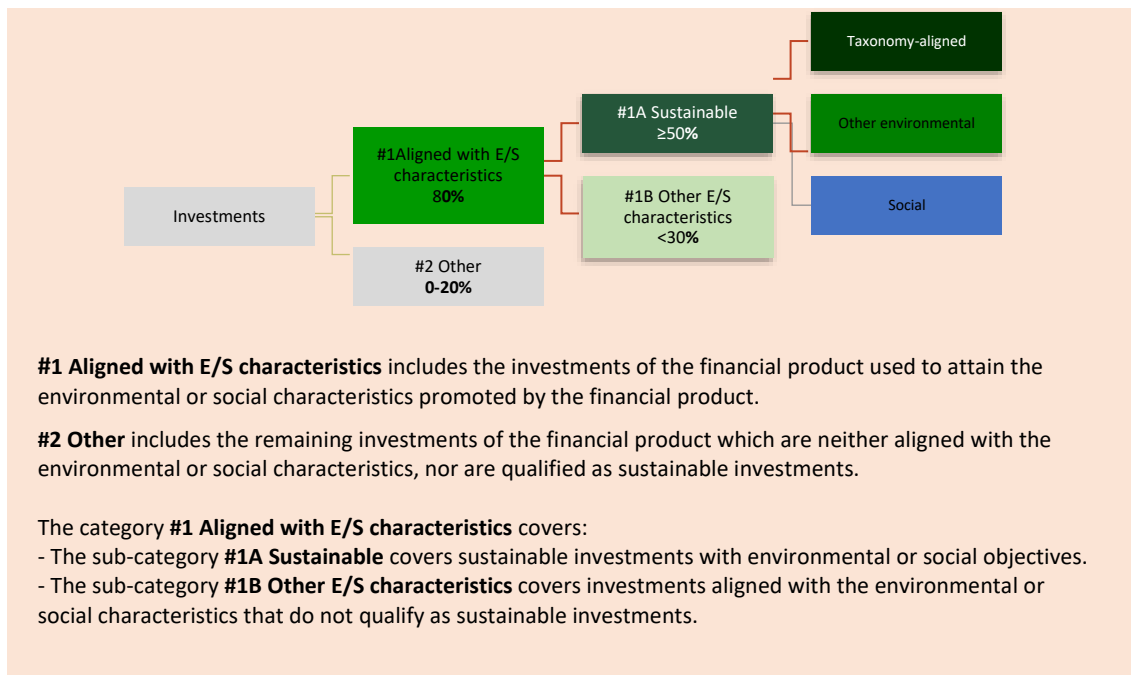 Taxonomy-aligned
#1A Sustainable
≥50%
Other environmental
#1Aligned with E/S
characteristics
80%
Investments
#1B Other E/S
characteristics
<30%
Social
#2 Other
0-20%
#1 Aligned with E/S characteristics includes the investments of the financial product used to attain the
environmental or social characteristics promoted by the financial product.
#2 Other includes the remaining investments of the financial product which are neither aligned with the
environmental or social characteristics, nor are qualified as sustainable investments.
The category #1 Aligned with E/S characteristics covers:
- The sub-category #1A Sustainable covers sustainable investments with environmental or social objectives.
- The sub-category #1B Other E/S characteristics covers investments aligned with the environmental or
social characteristics that do not qualify as sustainable investments.